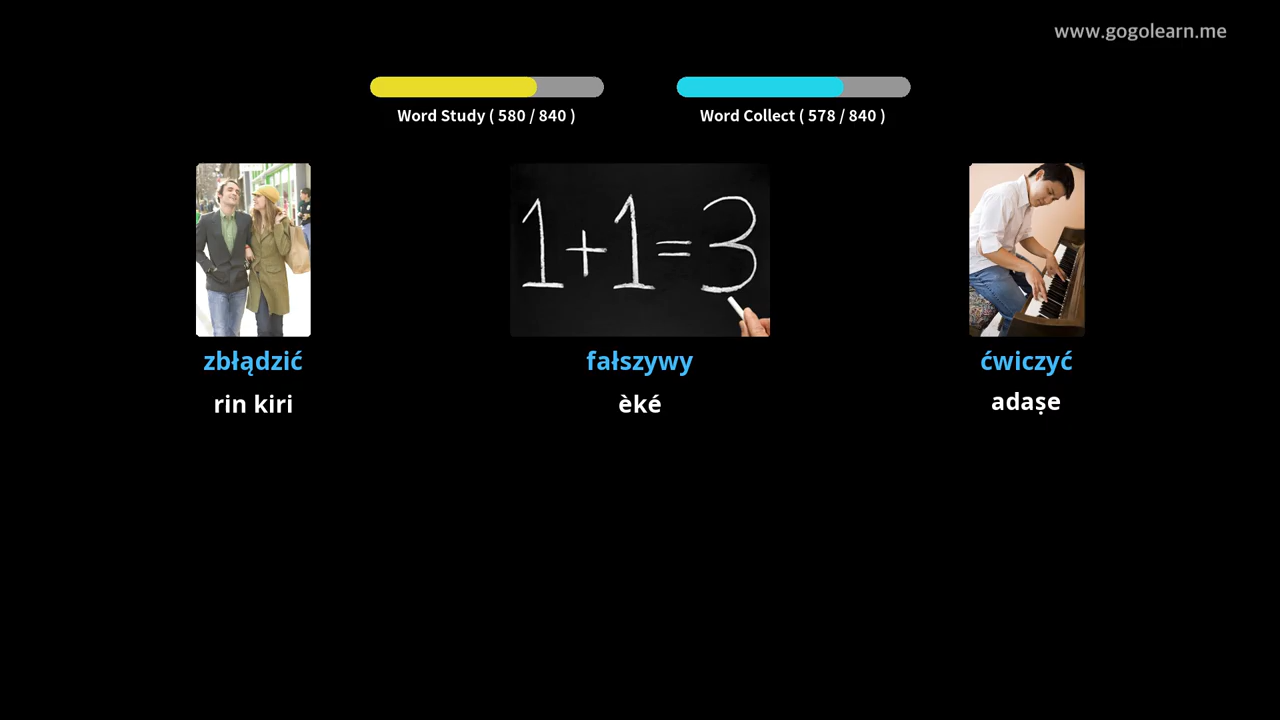 www.gogolearn.me
Word Study ( 580 / 840 )
Word Collect ( 578 / 840 )
1+1=3
zbłądzić
fałszywy
ćwiczyć
rin kiri
èké
adaṣe